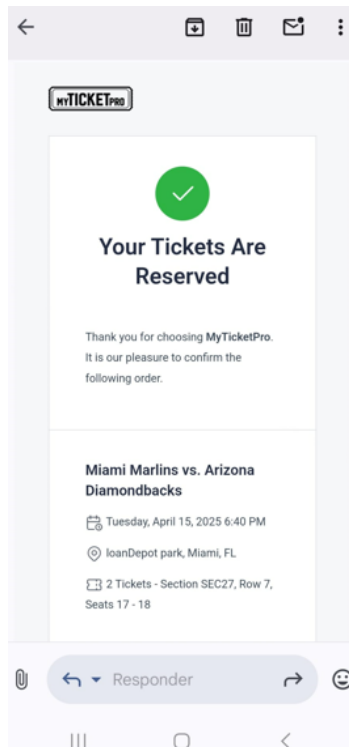 MYTICKETPRO
Your Tickets Are
Reserved
Thank you for choosing MyTicketPro.
It is our pleasure to confirm the
following order.
Miami Marlins vs. Arizona
Diamondbacks
Tuesday, April 15, 2025 6:40 PM
loanDepot park, Miami, FL
2 Tickets - Section SEC27, Row 7,
Seats 17 - 18
Responder